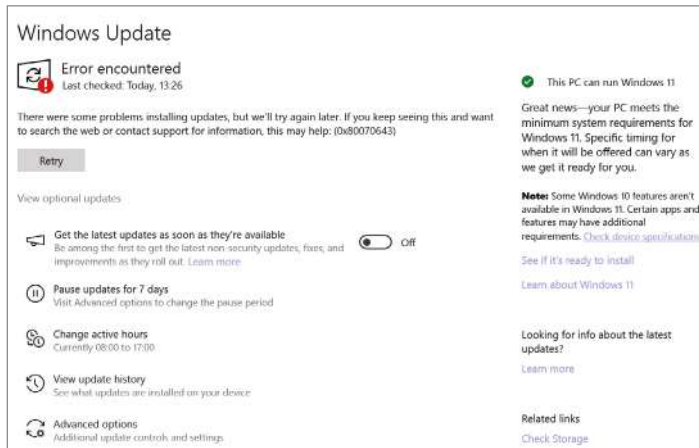 Windows Update
Error encountered
Last checked: Today, 13:26
There were some problems installing updates, but we'll try again later. If you keep seeing this and want
to search the web or contact support for information, this may help: (0x80070643)
Retry
View optional updates
Get the latest updates as soon as they're available
Be among the first to get the latest non-security updates, fixes, and
improvements as they roll out. Learn more
Off
Pause updates for 7 days
Visit Advanced options to change the pause period
Change active hours
Currently 08:00 to 17:00
View update history
See what updates are installed on your device
Advanced options
Additional update controls and settings
This PC can run Windows 11
Great news—your PC meets the
minimum system requirements for
Windows 11. Specific timing for
when it will be offered can vary as
we get it ready for you.
Note: Some Windows 10 features aren't
available in Windows 11. Certain apps and
features may have additional
requirements. Check device specifications
See if it's ready to install
Learn about Windows 11
Looking for info about the latest
updates?
Learn more
Related links
Check Storage